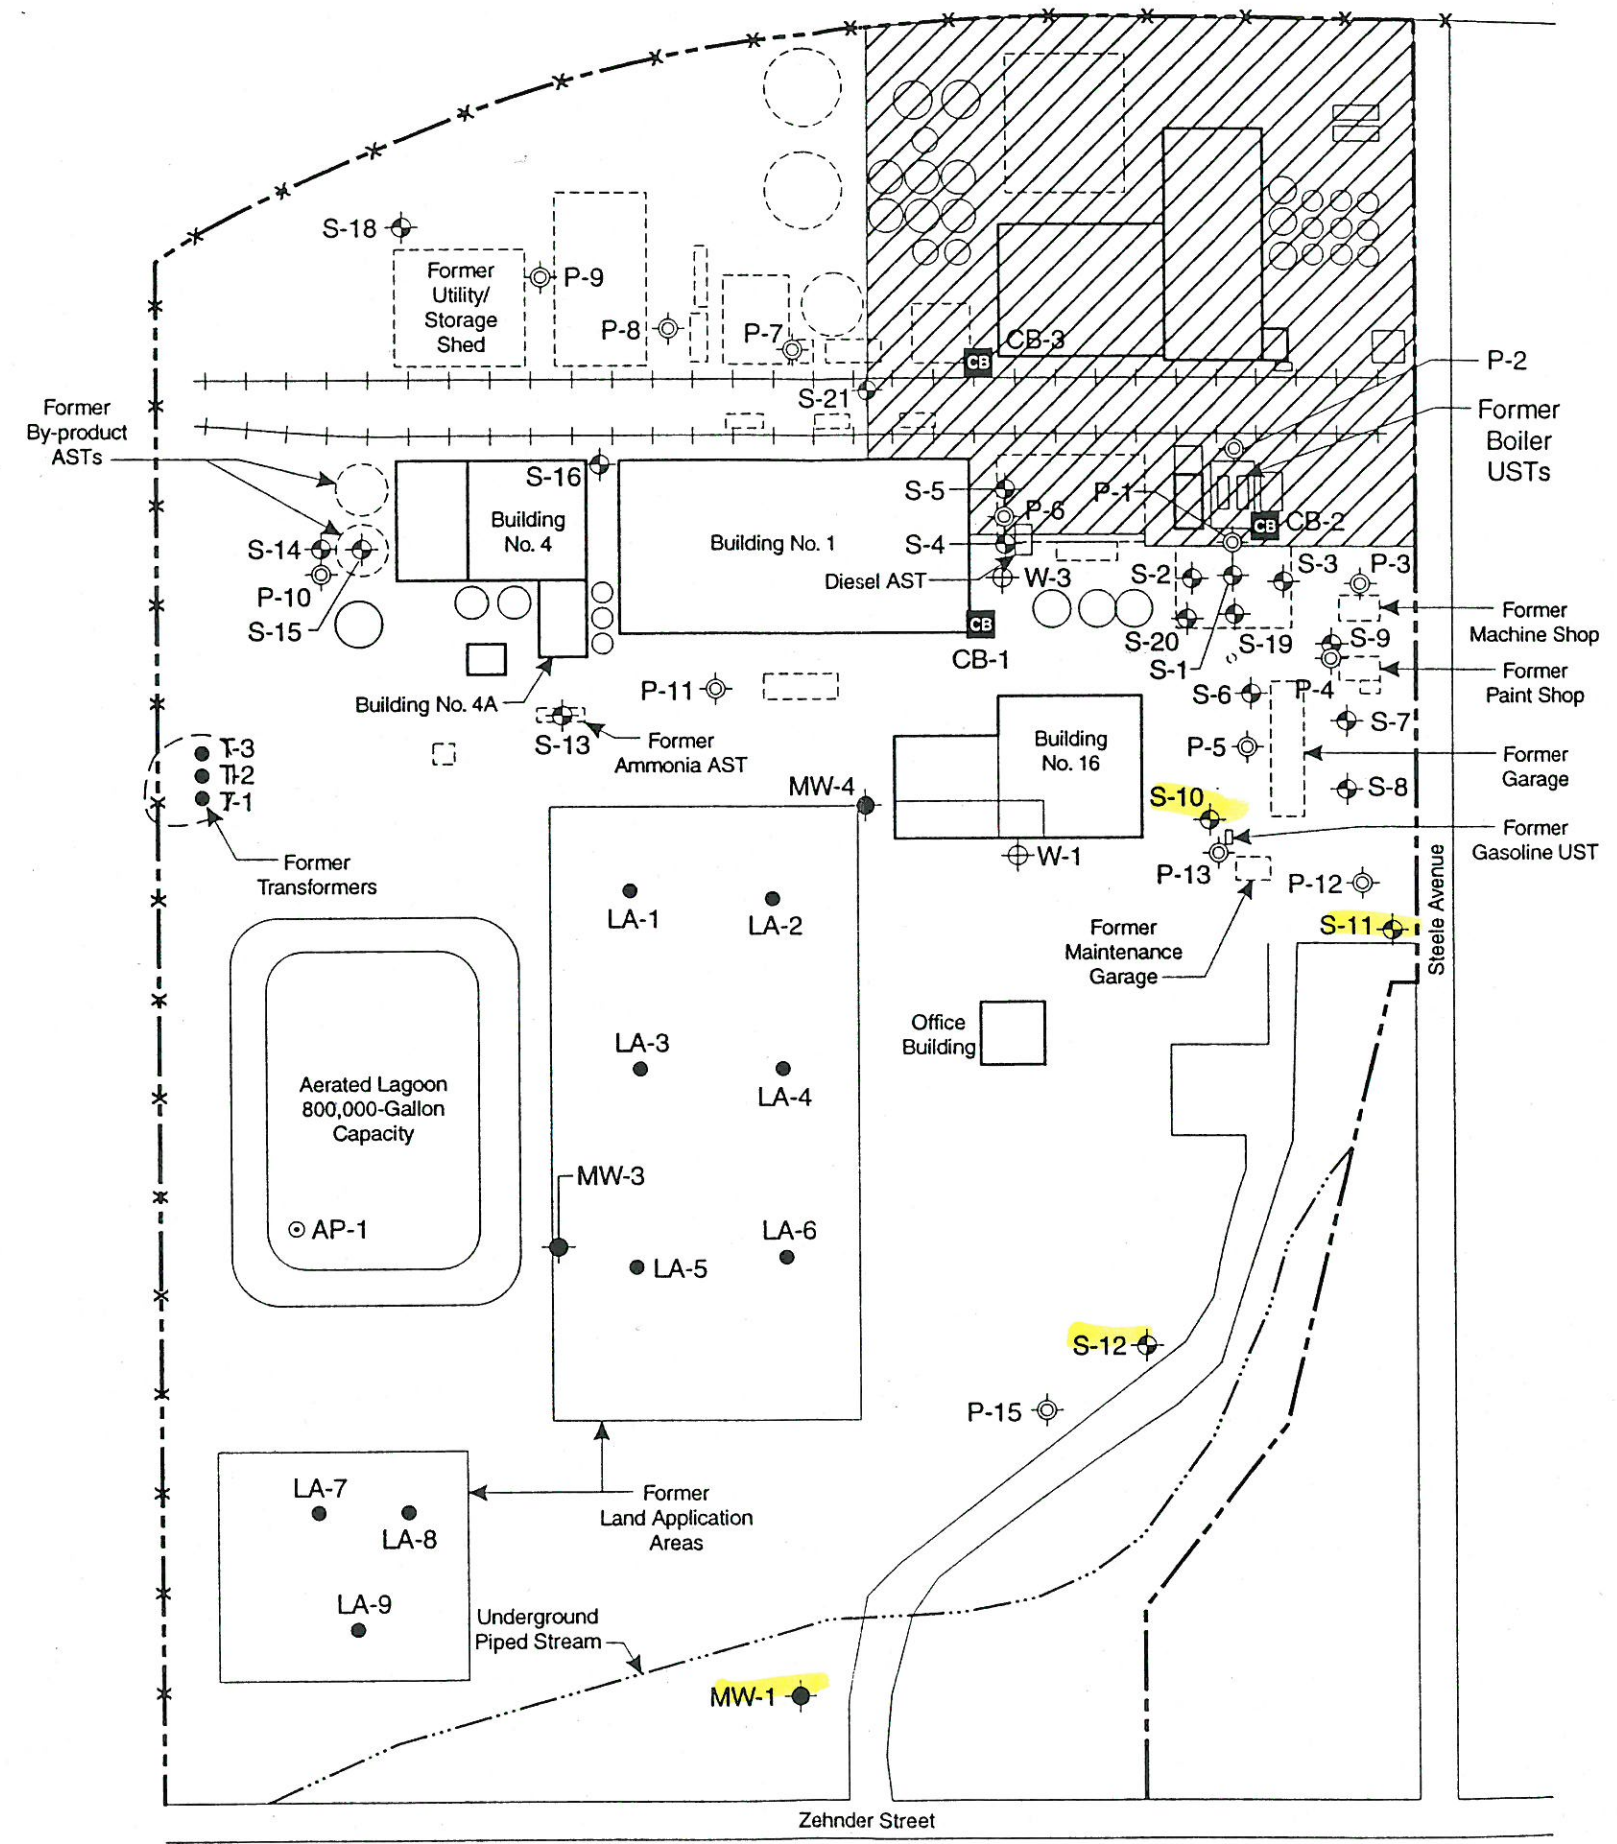 S-18
Former
Utility/
Storage
Shed
P-9
P-8
P-7
CB
CB-3
P-2
S-21
Former
By-product
ASTs
Former
Boiler
USTs
S-16
Building
No. 4
Building No. 1
S-5
P-6
P-1
CB
CB-2
S-14
S-4
Diesel AST
W-3
S-2
S-3
P-3
P-10
S-15
CB
CB-1
S-20
S-19
S-1
S-9
Former
Machine Shop
Former
Paint Shop
Building No. 4A
P-11
S-6
P-4
S-7
S-13
Former
Ammonia AST
Building
No. 16
P-5
Former
Garage
T-3
T-2
T-1
MW-4
S-10
S-8
Former
Transformers
W-1
P-13
P-12
Former
Gasoline UST
LA-1
LA-2
Former
Maintenance
Garage
S-11
Steele Avenue
Office
Building
LA-3
LA-4
Aerated Lagoon
800,000-Gallon
Capacity
MW-3
AP-1
LA-5
LA-6
S-12
P-15
LA-7
LA-8
LA-9
Former
Land Application
Areas
Underground
Piped Stream
MW-1
Zehnder Street